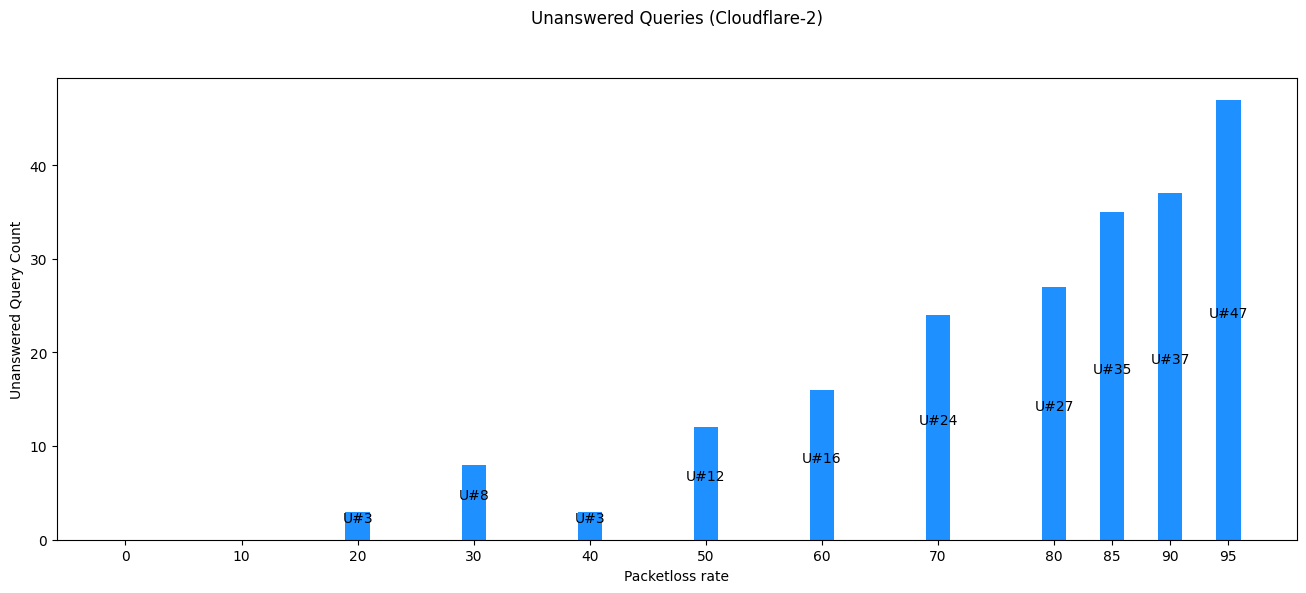 Unanswered Queries (Cloudflare-2)
Unanswered Query Count
40
30
20
10
0
U#3
U#8
U#3
U#12
U#16
U#24
U#27
U#35
U#37
U#47
0 10 20 30 40 50 60 70 80 85 90 95
Packetloss rate